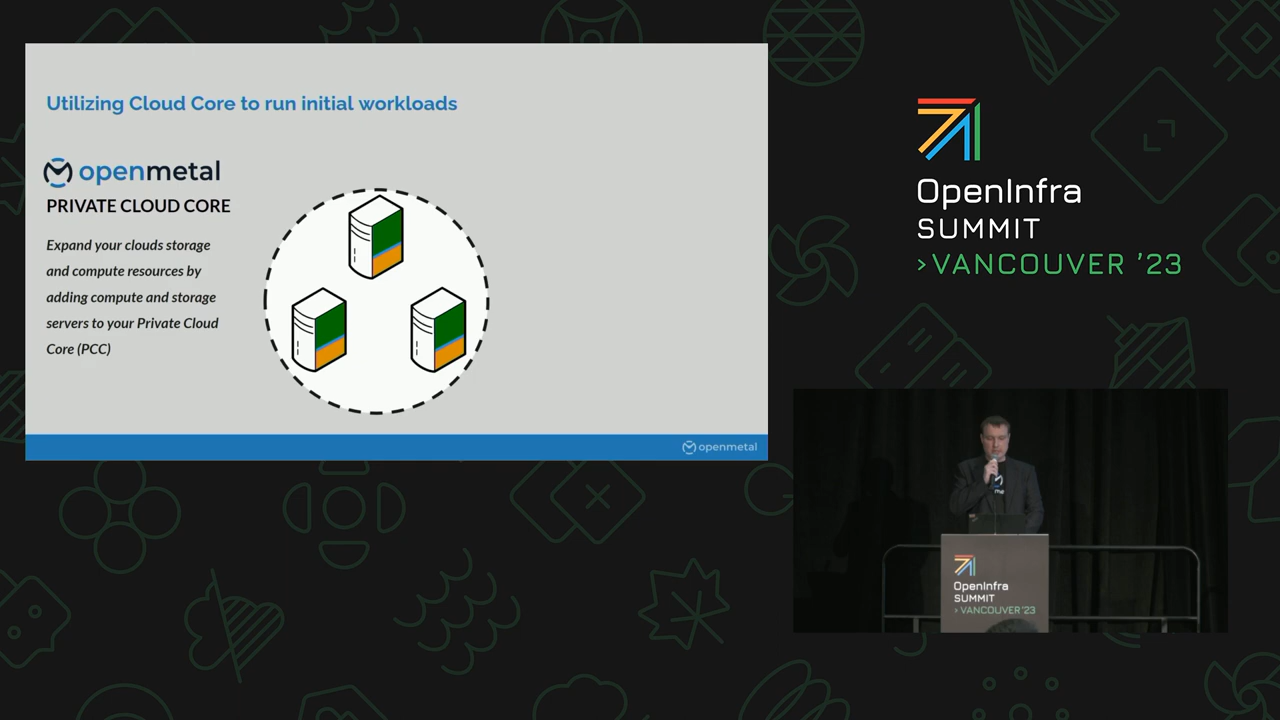 Utilizing Cloud Core to run initial workloads
openmetal
PRIVATE CLOUD CORE
Expand your clouds storage
and compute resources by
adding compute and storage
servers to your Private Cloud
Core (PCC)
openmetal
OpenInfra
SUMMIT
>VANCOUVER '23
OpenInfra
SUMMIT
>VANCOUVER '23